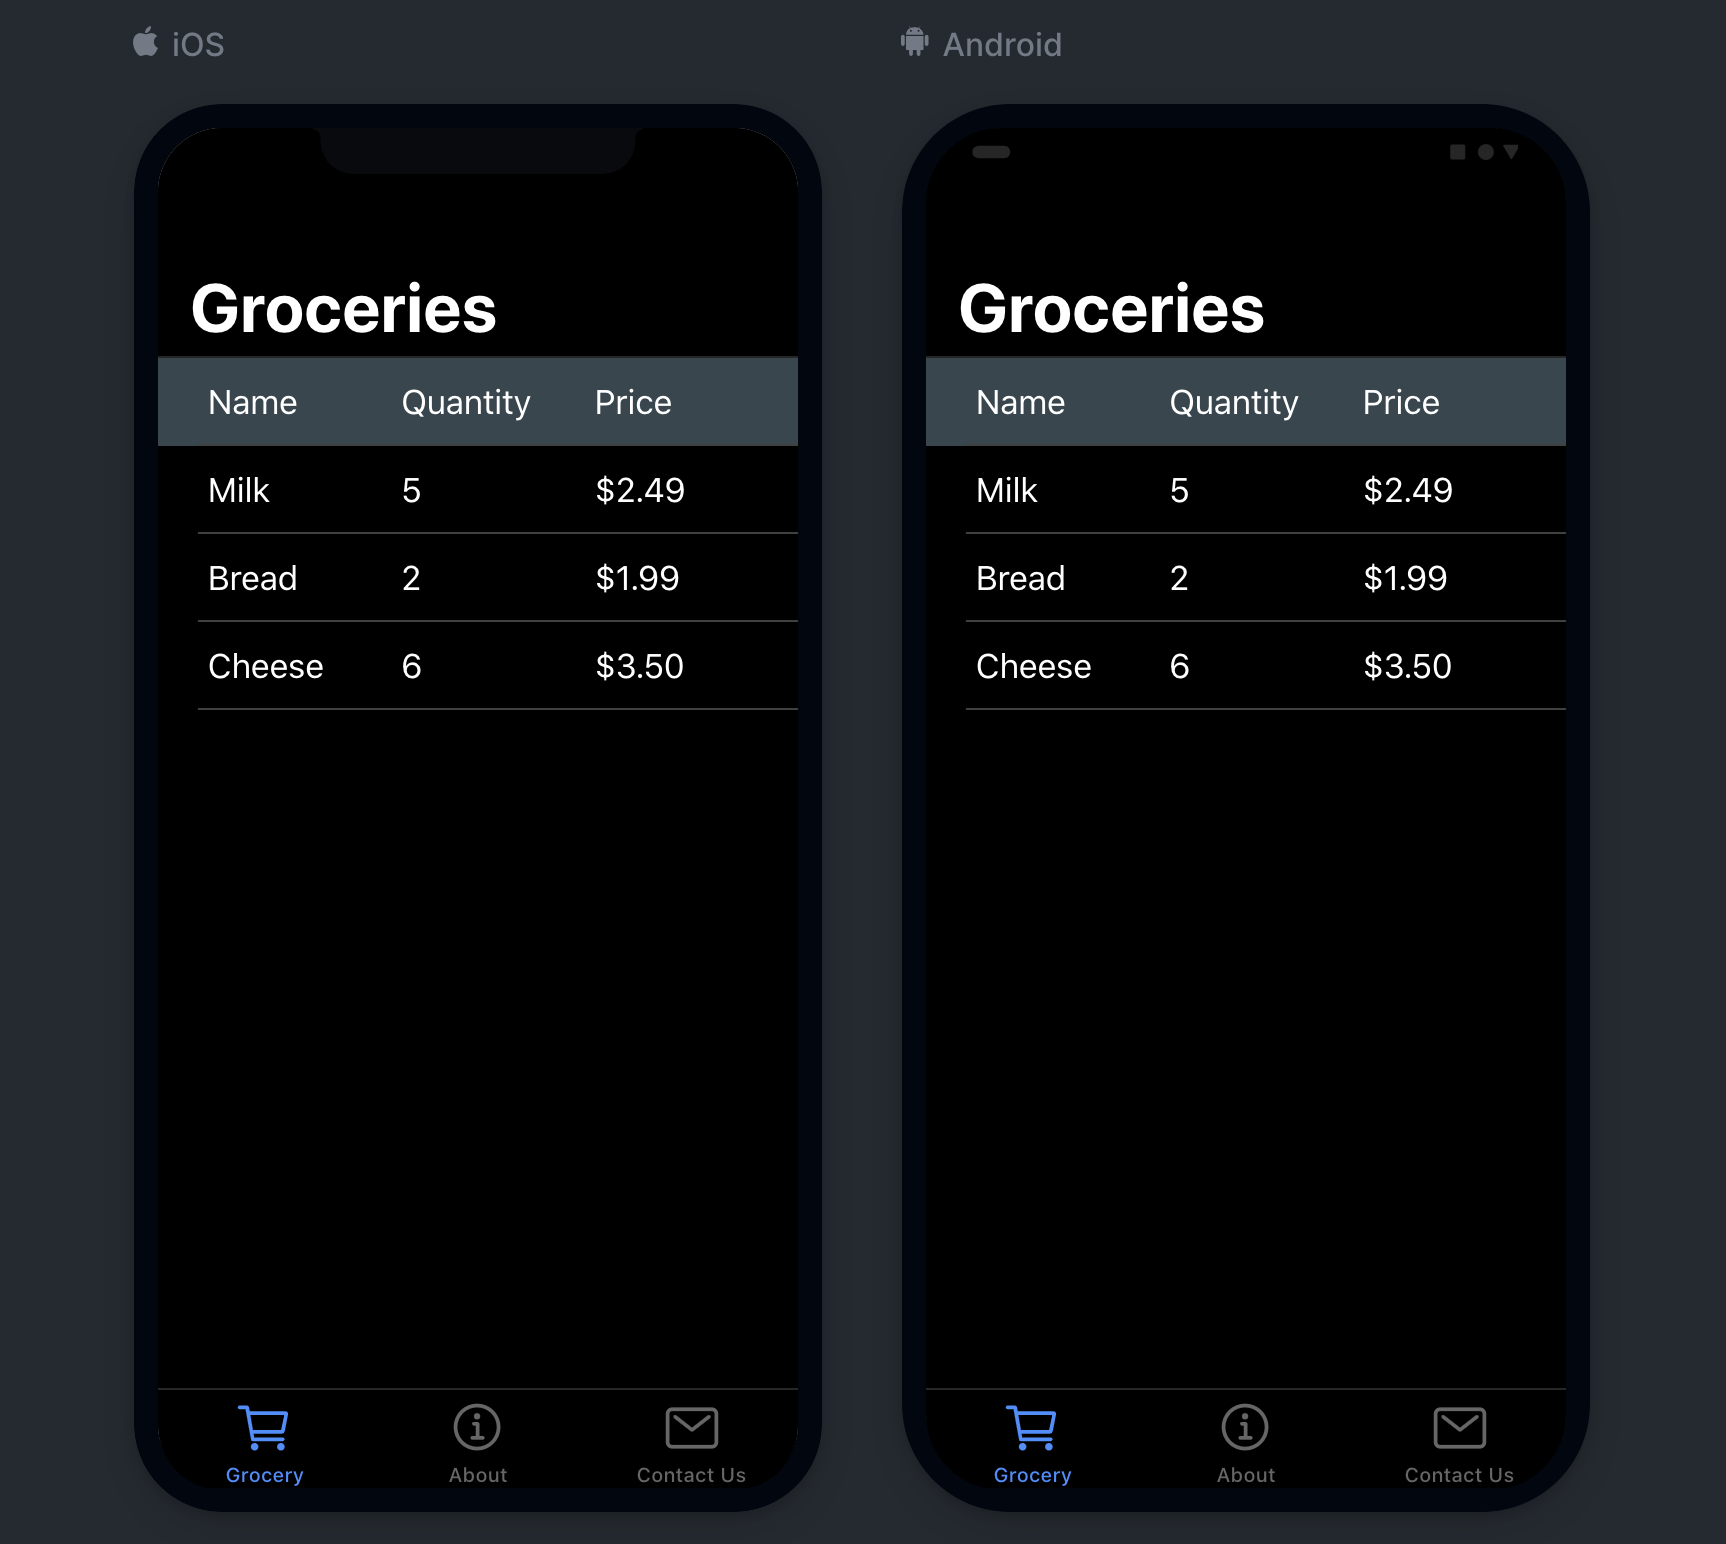 iOS
Groceries
Name Quantity Price
Milk 5 $2.49
Bread 2 $1.99
Cheese 6 $3.50
Grocery About Contact Us
Android
Groceries
Name Quantity Price
Milk 5 $2.49
Bread 2 $1.99
Cheese 6 $3.50
Grocery About Contact Us